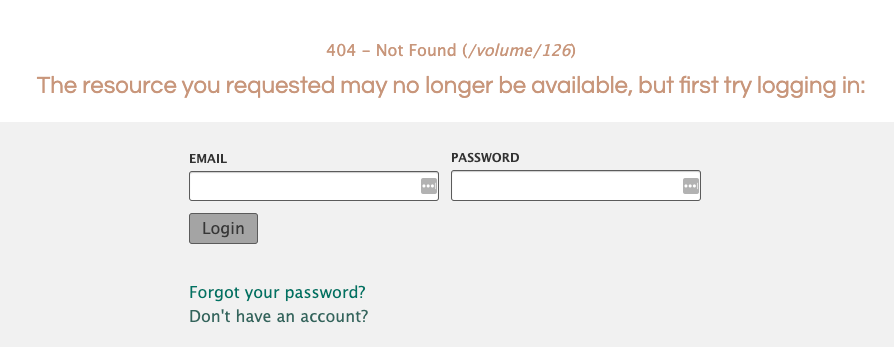 404 – Not Found (/volume/126)
The resource you requested may no longer be available, but first try logging in:
EMAIL
PASSWORD
Login
Forgot your password?
Don't have an account?